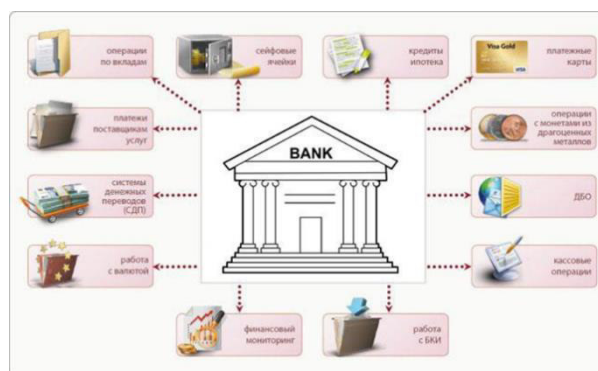 операции
по вкладам
сейфовые
ячейки
кредиты
ипотека
Visa Gold
VISA
платежные
карты
платежи
поставщикам
услуг
операции
с монетами из
драгоценных
металлов
BANK
системы
денежных
переводов
(СДП)
ДБО
работа
с валютой
кассовые
операции
финансовый
мониторинг
работа
с БКИ